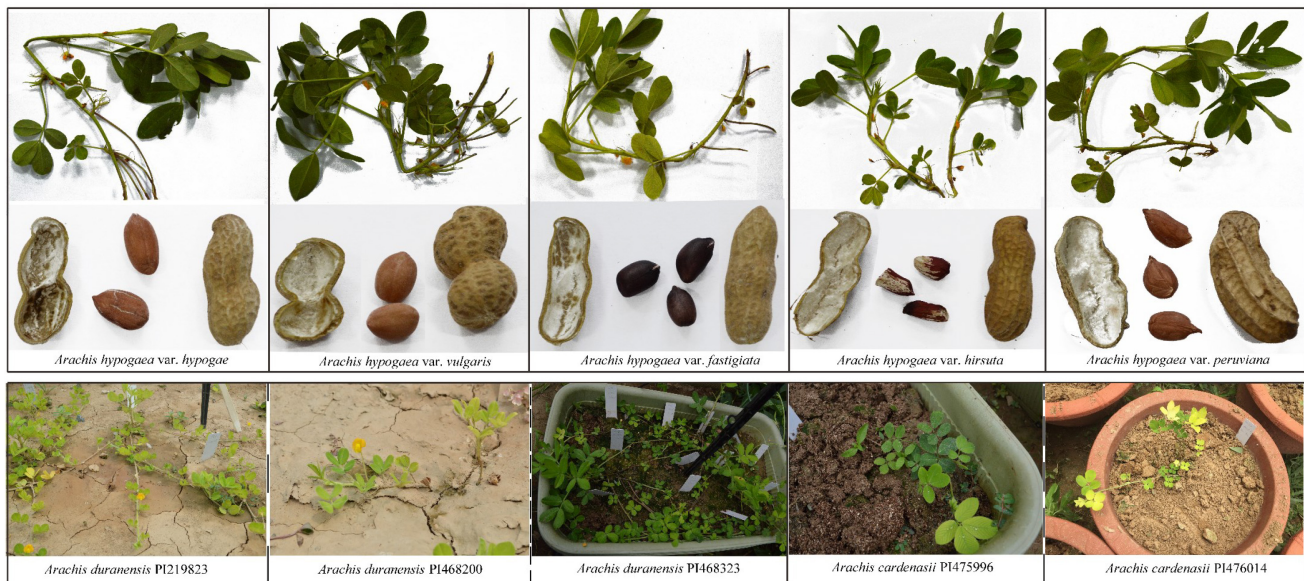 Arachis hypogaea var. hypogae
Arachis hypogaea var. vulgaris
Arachis hypogaea var. fastigiata
Arachis hypogaea var. hirsuta
Arachis hypogaea var. peruviana
Arachis duranensis PI219823
Arachis duranensis PI468200
Arachis duranensis PI468323
Arachis cardenasii PI475996
Arachis cardenasii PI476014